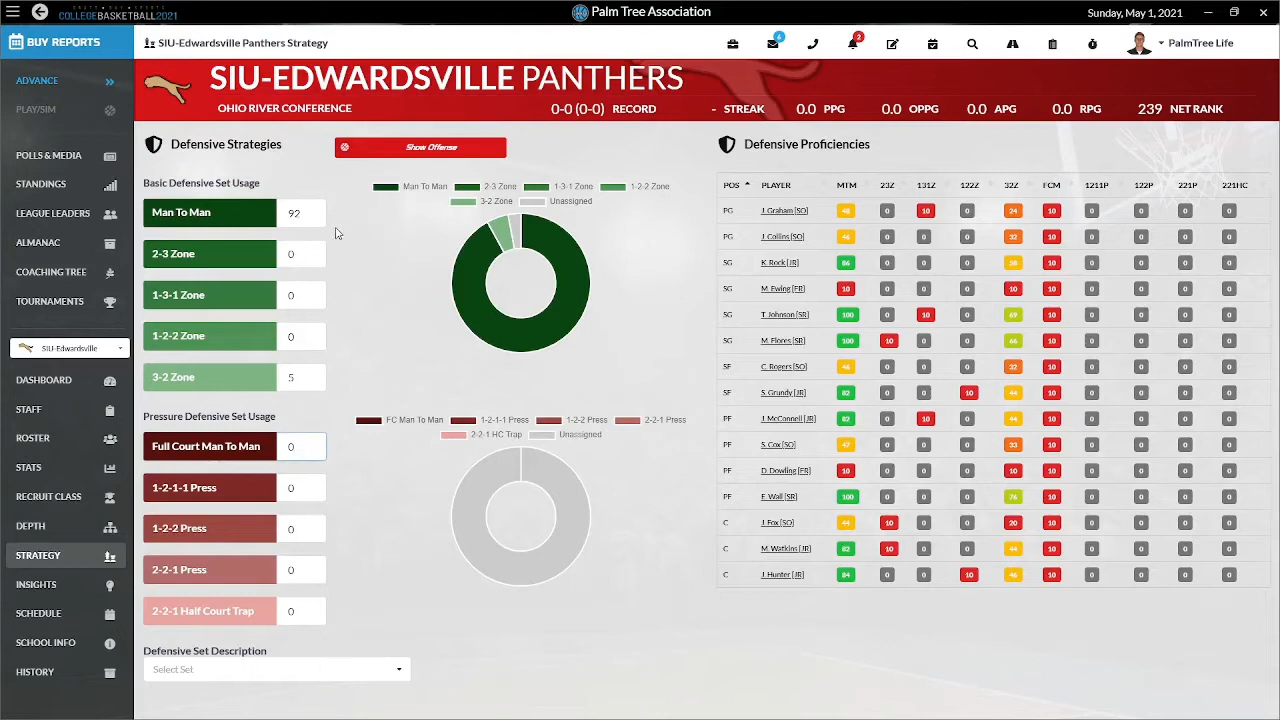 DRAFT DAY SPORTS
COLLEGEBASKETBALL2021
Palm Tree Association
Sunday, May 1, 2021
BUY REPORTS
SIU-Edwardsville Panthers Strategy
6
2
PalmTree Life
ADVANCE
PLAY/SIM
POLLS & MEDIA
STANDINGS
LEAGUE LEADERS
ALMANAC
COACHING TREE
TOURNAMENTS
SIU-Edwardsville
DASHBOARD
STAFF
ROSTER
STATS
RECRUIT CLASS
DEPTH
STRATEGY
INSIGHTS
SCHEDULE
SCHOOL INFO
HISTORY
SIU-EDWARDSVILLE PANTHERS
OHIO RIVER CONFERENCE
0-0 (0-0) RECORD - STREAK 0.0 PPG 0.0 OPPG 0.0 APG 0.0 RPG 239 NET RANK
Defensive Strategies
Show Offense
Basic Defensive Set Usage
Man To Man 92
2-3 Zone 0
1-3-1 Zone 0
1-2-2 Zone 0
3-2 Zone 5
Pressure Defensive Set Usage
Full Court Man To Man 0
1-2-1-1 Press 0
1-2-2 Press 0
2-2-1 Press 0
2-2-1 Half Court Trap 0
Defensive Set Description
Select Set
Man To Man 2-3 Zone 1-3-1 Zone 1-2-2 Zone
3-2 Zone Unassigned
FC Man To Man 1-2-1-1 Press 1-2-2 Press 2-2-1 Press
2-2-1 HC Trap Unassigned
Defensive Proficiencies
POS PLAYER MTM 23Z 131Z 122Z 32Z FCM 1211P 122P 221P 221HC
PG J. Graham [SO] 48 0 10 0 24 10 0 0 0 0
PG J. Collins [SO] 46 0 0 0 32 10 0 0 0 0
SG K. Rock [JR] 86 0 0 0 58 10 0 0 0 0
SG M. Ewing [FR] 10 0 0 0 10 10 0 0 0 0
SG T. Johnson [SR] 100 0 10 0 69 10 0 0 0 0
SG M. Flores [SR] 100 10 0 0 66 10 0 0 0 0
SF C. Rogers [SO] 46 0 0 0 32 10 0 0 0 0
SF S. Grundy [JR] 82 0 0 10 44 10 0 0 0 0
PF J. McConnell [JR] 82 0 10 0 44 10 0 0 0 0
PF S. Cox [SO] 47 0 0 0 33 10 0 0 0 0
PF D. Dowling [FR] 10 0 0 0 10 10 0 0 0 0
PF E. Wall [SR] 100 0 0 0 76 10 0 0 0 0
C J. Fox [SO] 44 10 0 0 20 10 0 0 0 0
C M. Watkins [JR] 82 10 0 0 44 10 0 0 0 0
C J. Hunter [JR] 84 0 0 10 46 10 0 0 0 0